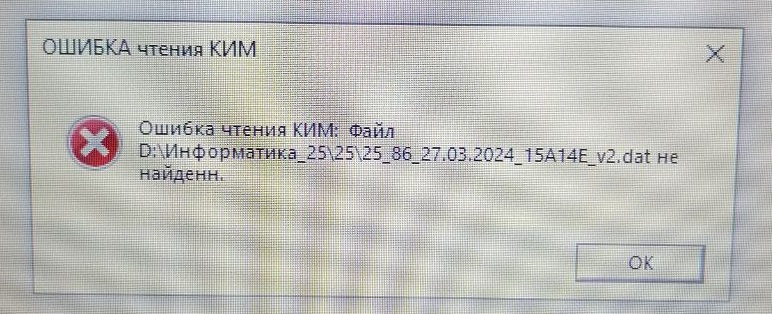 ОШИБКА чтения КИМ
Ошибка чтения КИМ: Файл
D:\Информатика_25\25\25_86_27.03.2024_15A14E_v2.dat не
найденн.
OK